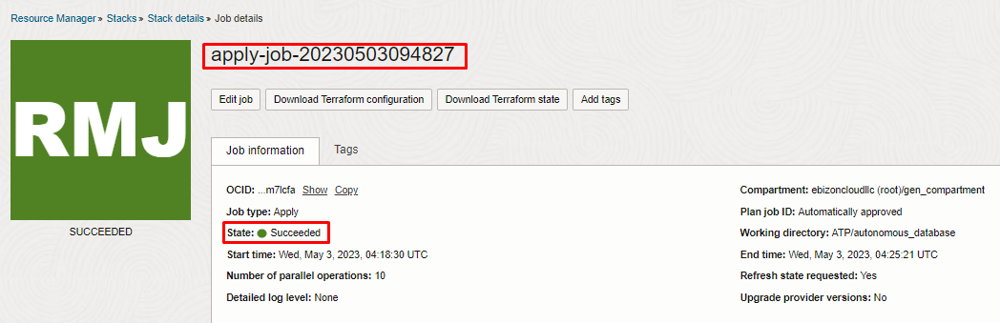 Resource Manager » Stacks » Stack details » Job details
RMJ
SUCCEEDED
apply-job-20230503094827
Edit job
Download Terraform configuration
Download Terraform state
Add tags
Job information
Tags
OCID: ...m7lcfa Show Copy
Job type: Apply
State: Succeeded
Start time: Wed, May 3, 2023, 04:18:30 UTC
Number of parallel operations: 10
Detailed log level: None
Compartment: ebizoncloudllc (root)/gen_compartment
Plan job ID: Automatically approved
Working directory: ATP/autonomous_database
End time: Wed, May 3, 2023, 04:25:21 UTC
Refresh state requested: Yes
Upgrade provider versions: No